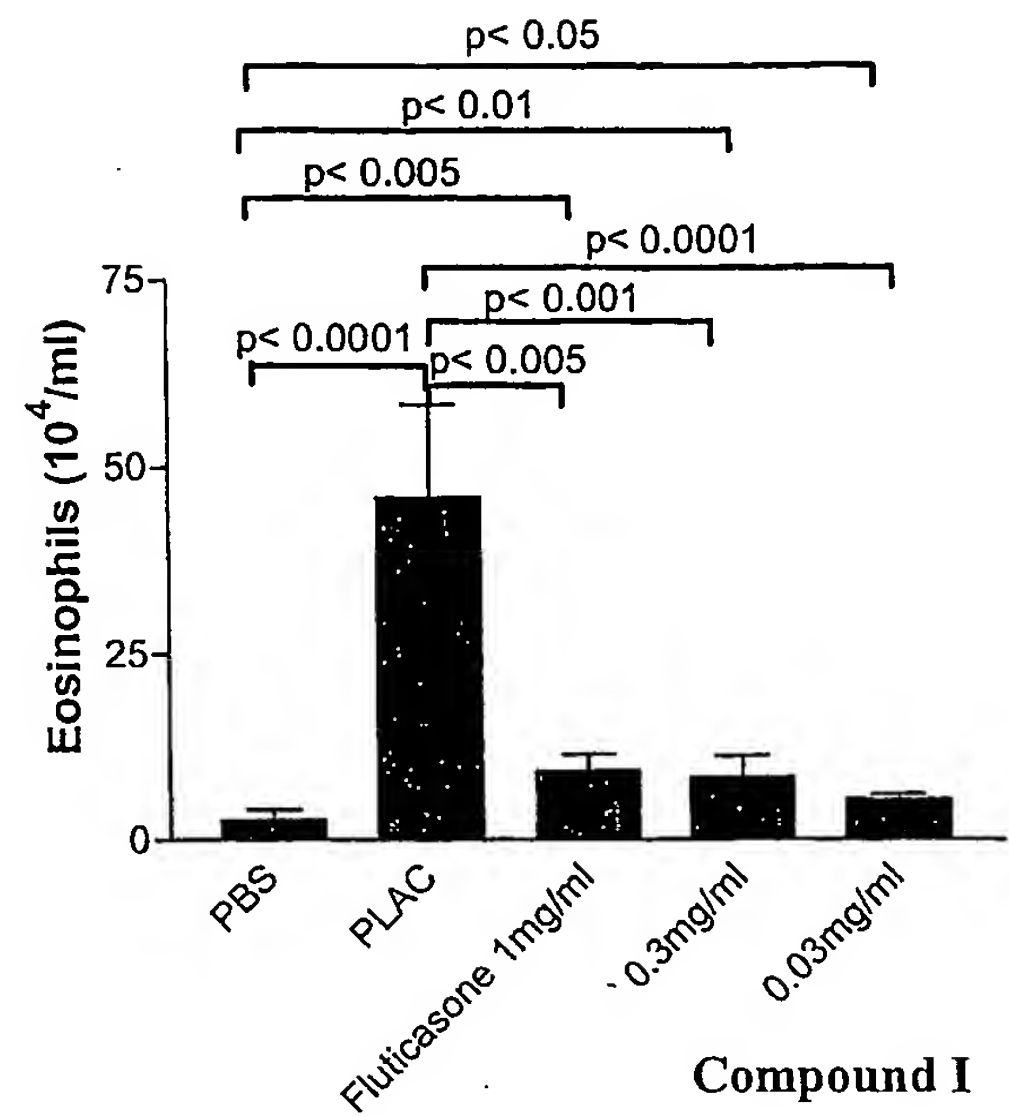 p< 0.05
p< 0.01
p< 0.005
p< 0.0001
p< 0.001
p< 0.0001
p< 0.005
Eosinophils (10⁴/ml)
75
50
25
0
PBS
PLAC
Fluticasone 1mg/ml
0.3mg/ml
0.03mg/ml
Compound I